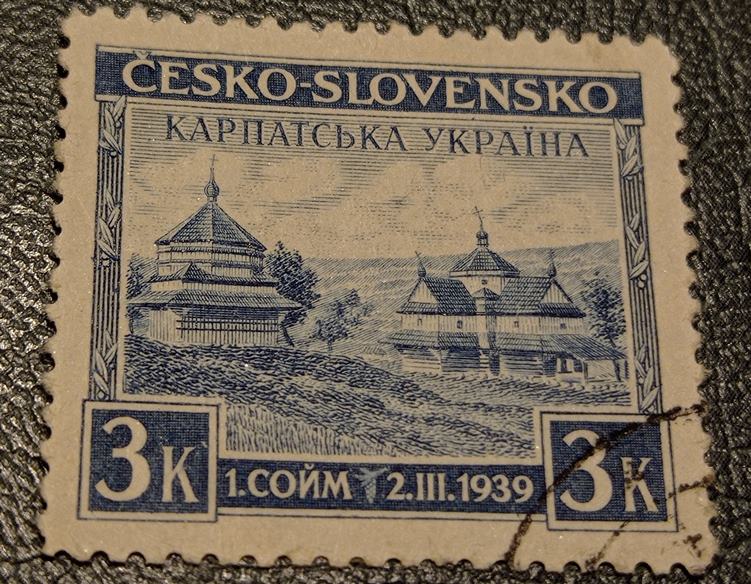 ČESKO-SLOVENSKO
КАРПАТСЬКА УКРАЇНА
3K 1.СОЙМ 2.III.1939 3K